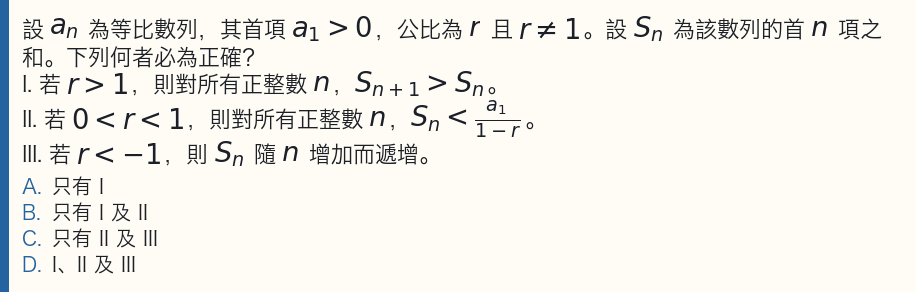 設 aₙ 為等比數列，其首項 a₁ > 0，公比為 r 且 r ≠ 1。設 Sₙ 為該數列的首 n 項之
和。下列何者必為正確？
I. 若 r > 1，則對所有正整數 n，Sₙ₊₁ > Sₙ。
II. 若 0 < r < 1，則對所有正整數 n，Sₙ < a₁/(1 − r)。
III. 若 r < −1，則 Sₙ 隨 n 增加而遞增。
A. 只有 I
B. 只有 I 及 II
C. 只有 II 及 III
D. I、II 及 III